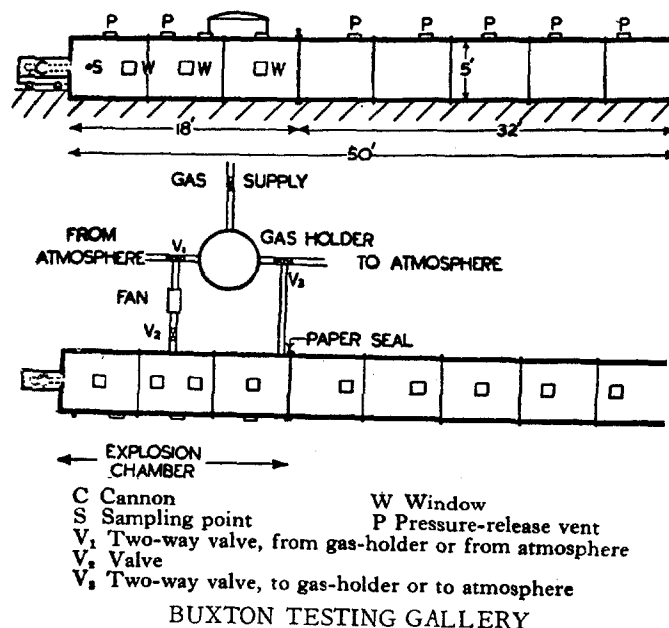 P P P P P P P
C S W W W 5'
18' 32'
50'
GAS SUPPLY
FROM ATMOSPHERE V₁ GAS HOLDER
TO ATMOSPHERE
FAN V₃
V₂ PAPER SEAL
C
EXPLOSION CHAMBER
C Cannon W Window
S Sampling point P Pressure-release vent
V₁ Two-way valve, from gas-holder or from atmosphere
V₂ Valve
V₃ Two-way valve, to gas-holder or to atmosphere
BUXTON TESTING GALLERY